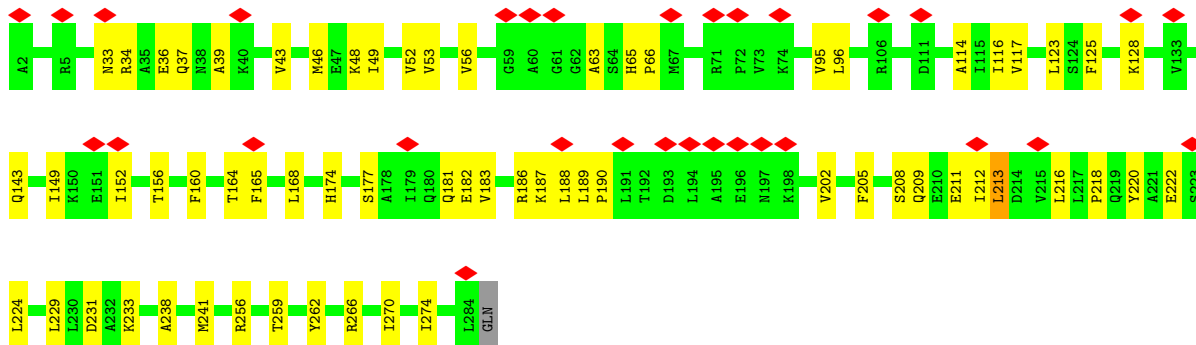 A2 R5 N33 R34 A35 E36 Q37 N38 A39 K40 V43 M46 E47 K48 I49 V52 V53 V56 G59 A60 G61 G62 A63 S64 H65 P66 M67 R71 P72 V73 K74 V95 L96 R106 D111 A114 I115 I116 V117 L123 S124 F125 K128 V133
Q143 I149 K150 E151 I152 T156 F160 T164 F165 L168 H174 S177 A178 I179 Q180 Q181 E182 V183 R186 K187 L188 L189 P190 L191 T192 D193 L194 A195 E196 N197 K198 V202 F205 S208 Q209 E210 E211 I212 L213 D214 V215 L216 L217 P218 Q219 Y220 A221 E222 S223
L224 L229 L230 D231 A232 K233 A238 M241 R256 T259 Y262 R266 I270 I274 L284 GLN